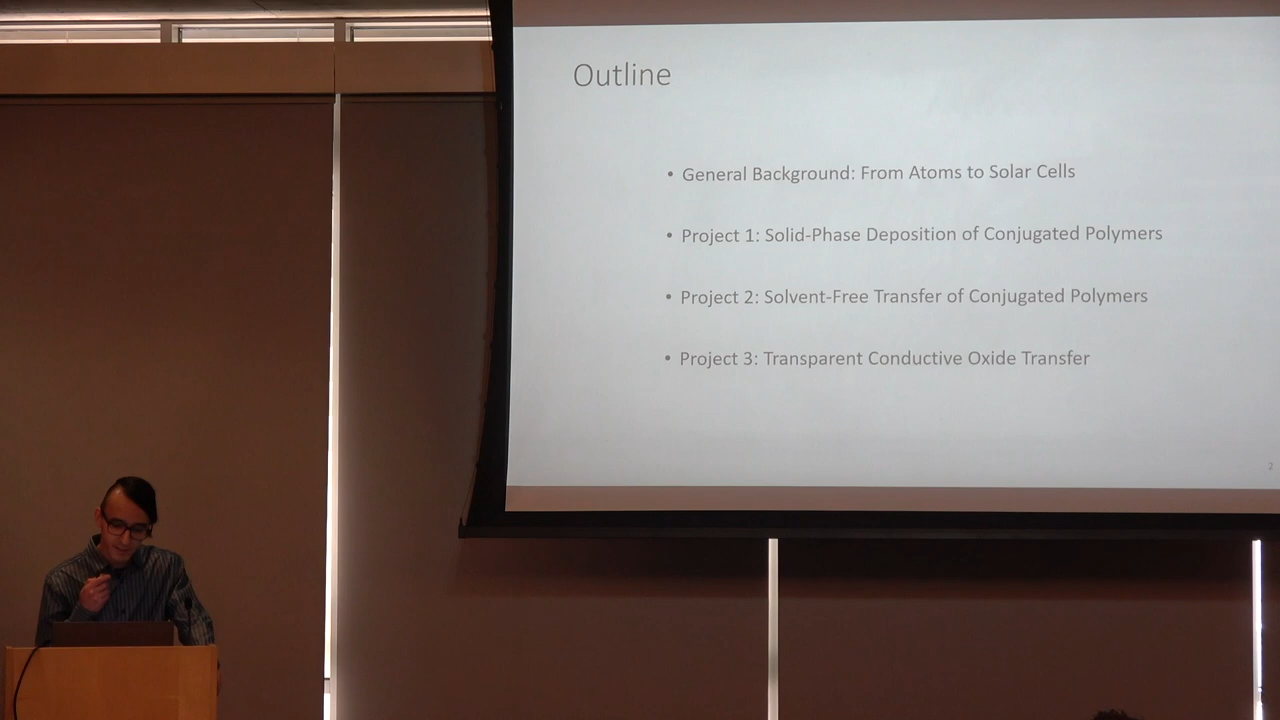 Outline
• General Background: From Atoms to Solar Cells
• Project 1: Solid-Phase Deposition of Conjugated Polymers
• Project 2: Solvent-Free Transfer of Conjugated Polymers
• Project 3: Transparent Conductive Oxide Transfer
2